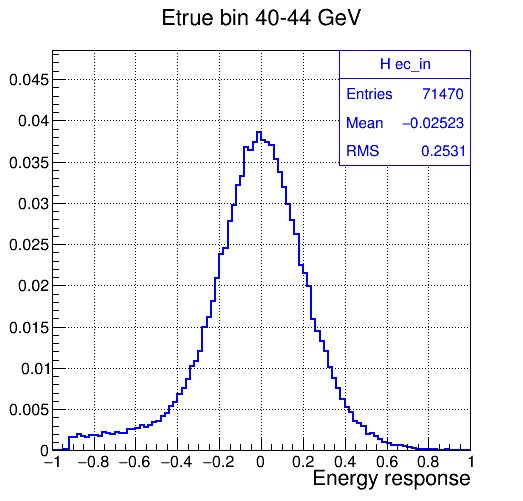 Etrue bin 40-44 GeV
H ec_in
Entries 71470
Mean −0.02523
RMS 0.2531
0.045
0.04
0.035
0.03
0.025
0.02
0.015
0.01
0.005
0
−1 −0.8 −0.6 −0.4 −0.2 0 0.2 0.4 0.6 0.8 1
Energy response